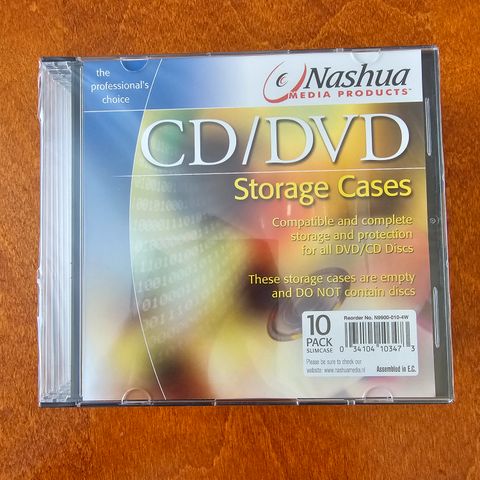 the
professional's
choice
Nashua
MEDIA PRODUCTS™
CD/DVD
Storage Cases
Compatible and complete
storage and protection
for all DVD/CD Discs
These storage cases are empty
and DO NOT contain discs
10
PACK
SLIMCASE
Reorder No. N9900-010-4W
0 34104 10347 3
Please be sure to check our
website: www.nashuamedia.nl
Assembled in E.C.